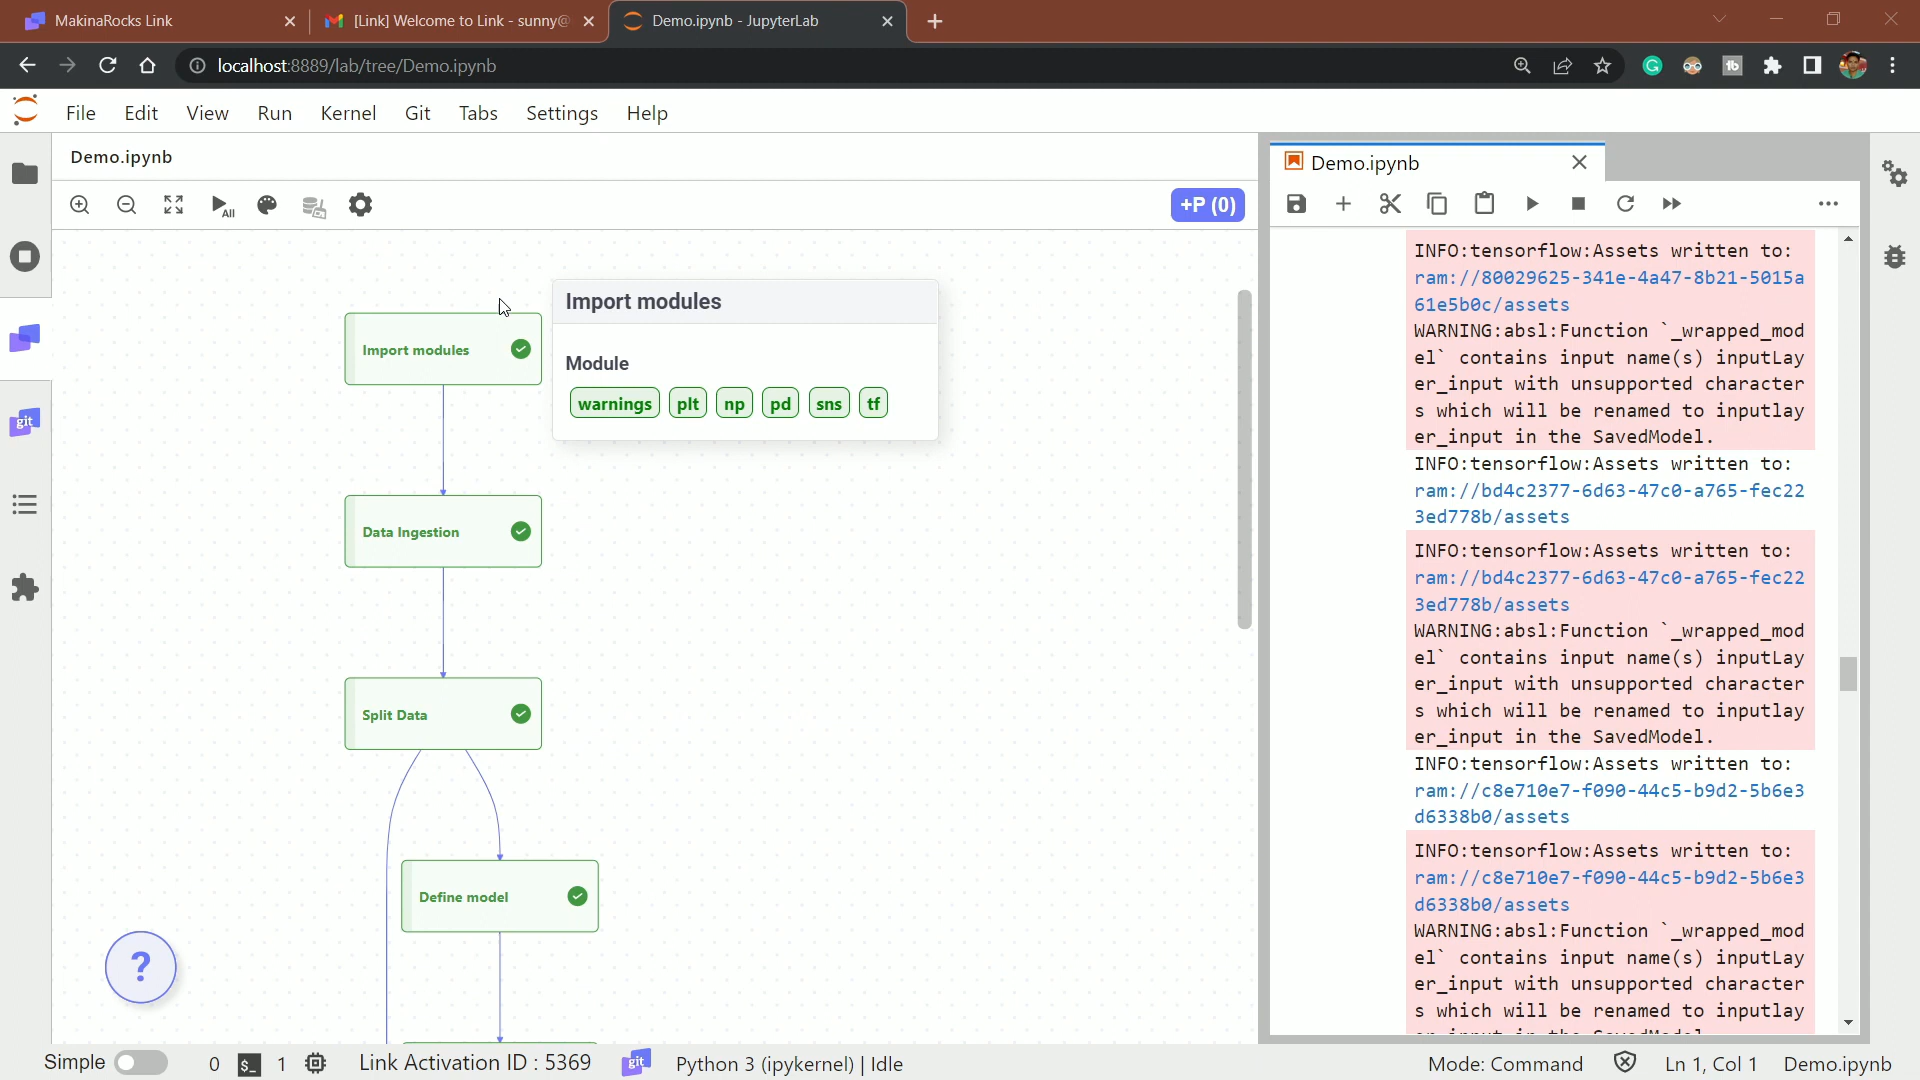 MakinaRocks Link
[Link] Welcome to Link - sunny@
Demo.ipynb - JupyterLab
localhost:8889/lab/tree/Demo.ipynb
File Edit View Run Kernel Git Tabs Settings Help
Demo.ipynb
All
+P (0)
Import modules
Module
warnings plt np pd sns tf
Import modules
Data Ingestion
Split Data
Define model
git
?
Demo.ipynb
INFO:tensorflow:Assets written to:
ram://80029625-341e-4a47-8b21-5015a
61e5b0c/assets
WARNING:absl:Function `_wrapped_mod
el` contains input name(s) inputLay
er_input with unsupported character
s which will be renamed to inputlay
er_input in the SavedModel.
INFO:tensorflow:Assets written to:
ram://bd4c2377-6d63-47c0-a765-fec22
3ed778b/assets
INFO:tensorflow:Assets written to:
ram://bd4c2377-6d63-47c0-a765-fec22
3ed778b/assets
WARNING:absl:Function `_wrapped_mod
el` contains input name(s) inputLay
er_input with unsupported character
s which will be renamed to inputlay
er_input in the SavedModel.
INFO:tensorflow:Assets written to:
ram://c8e710e7-f090-44c5-b9d2-5b6e3
d6338b0/assets
INFO:tensorflow:Assets written to:
ram://c8e710e7-f090-44c5-b9d2-5b6e3
d6338b0/assets
WARNING:absl:Function `_wrapped_mod
el` contains input name(s) inputLay
er_input with unsupported character
s which will be renamed to inputlay
Simple 0 $_ 1 Link Activation ID : 5369 git Python 3 (ipykernel) | Idle Mode: Command Ln 1, Col 1 Demo.ipynb